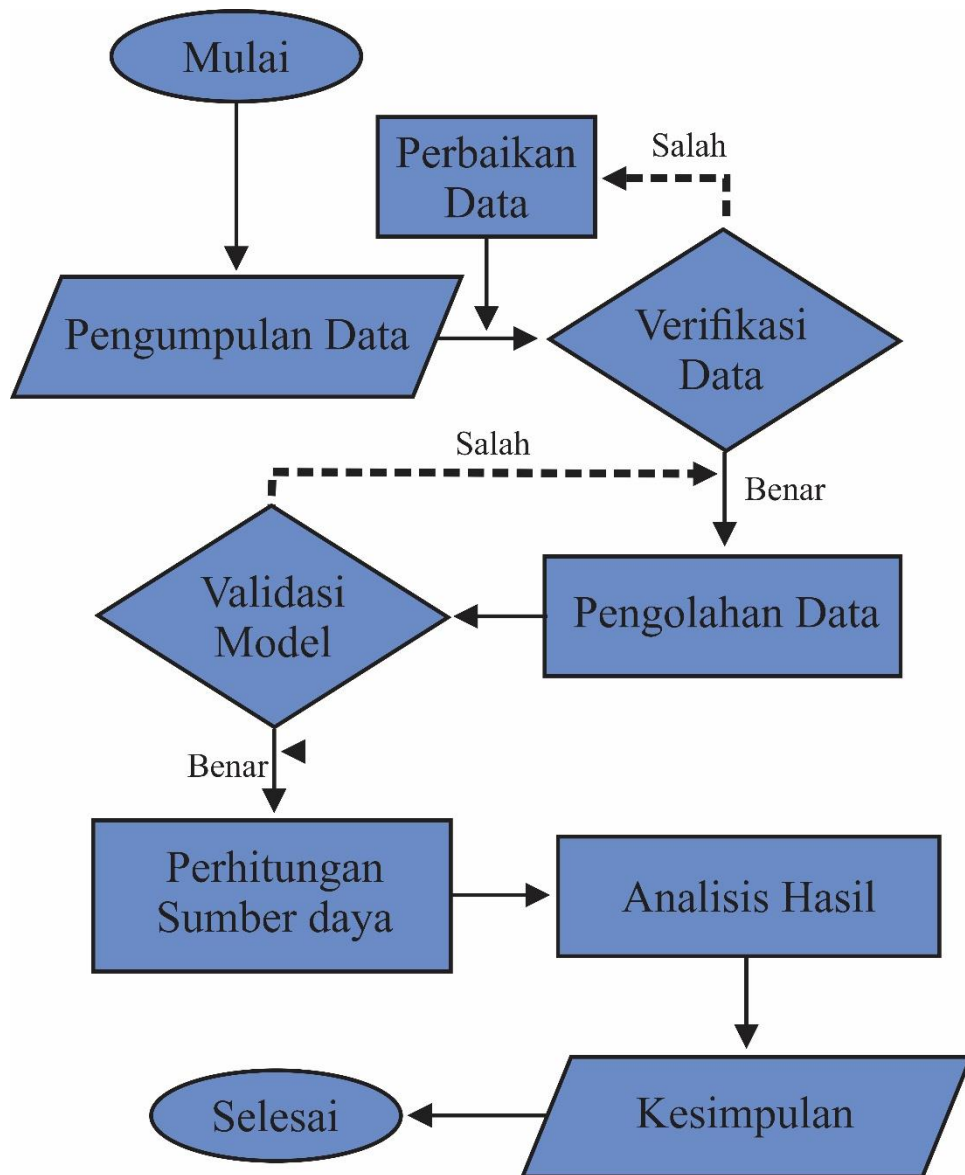 Mulai
Perbaikan
Data
Salah
Pengumpulan Data
Verifikasi
Data
Salah
Benar
Validasi
Model
Pengolahan Data
Benar
Perhitungan
Sumber daya
Analisis Hasil
Selesai
Kesimpulan